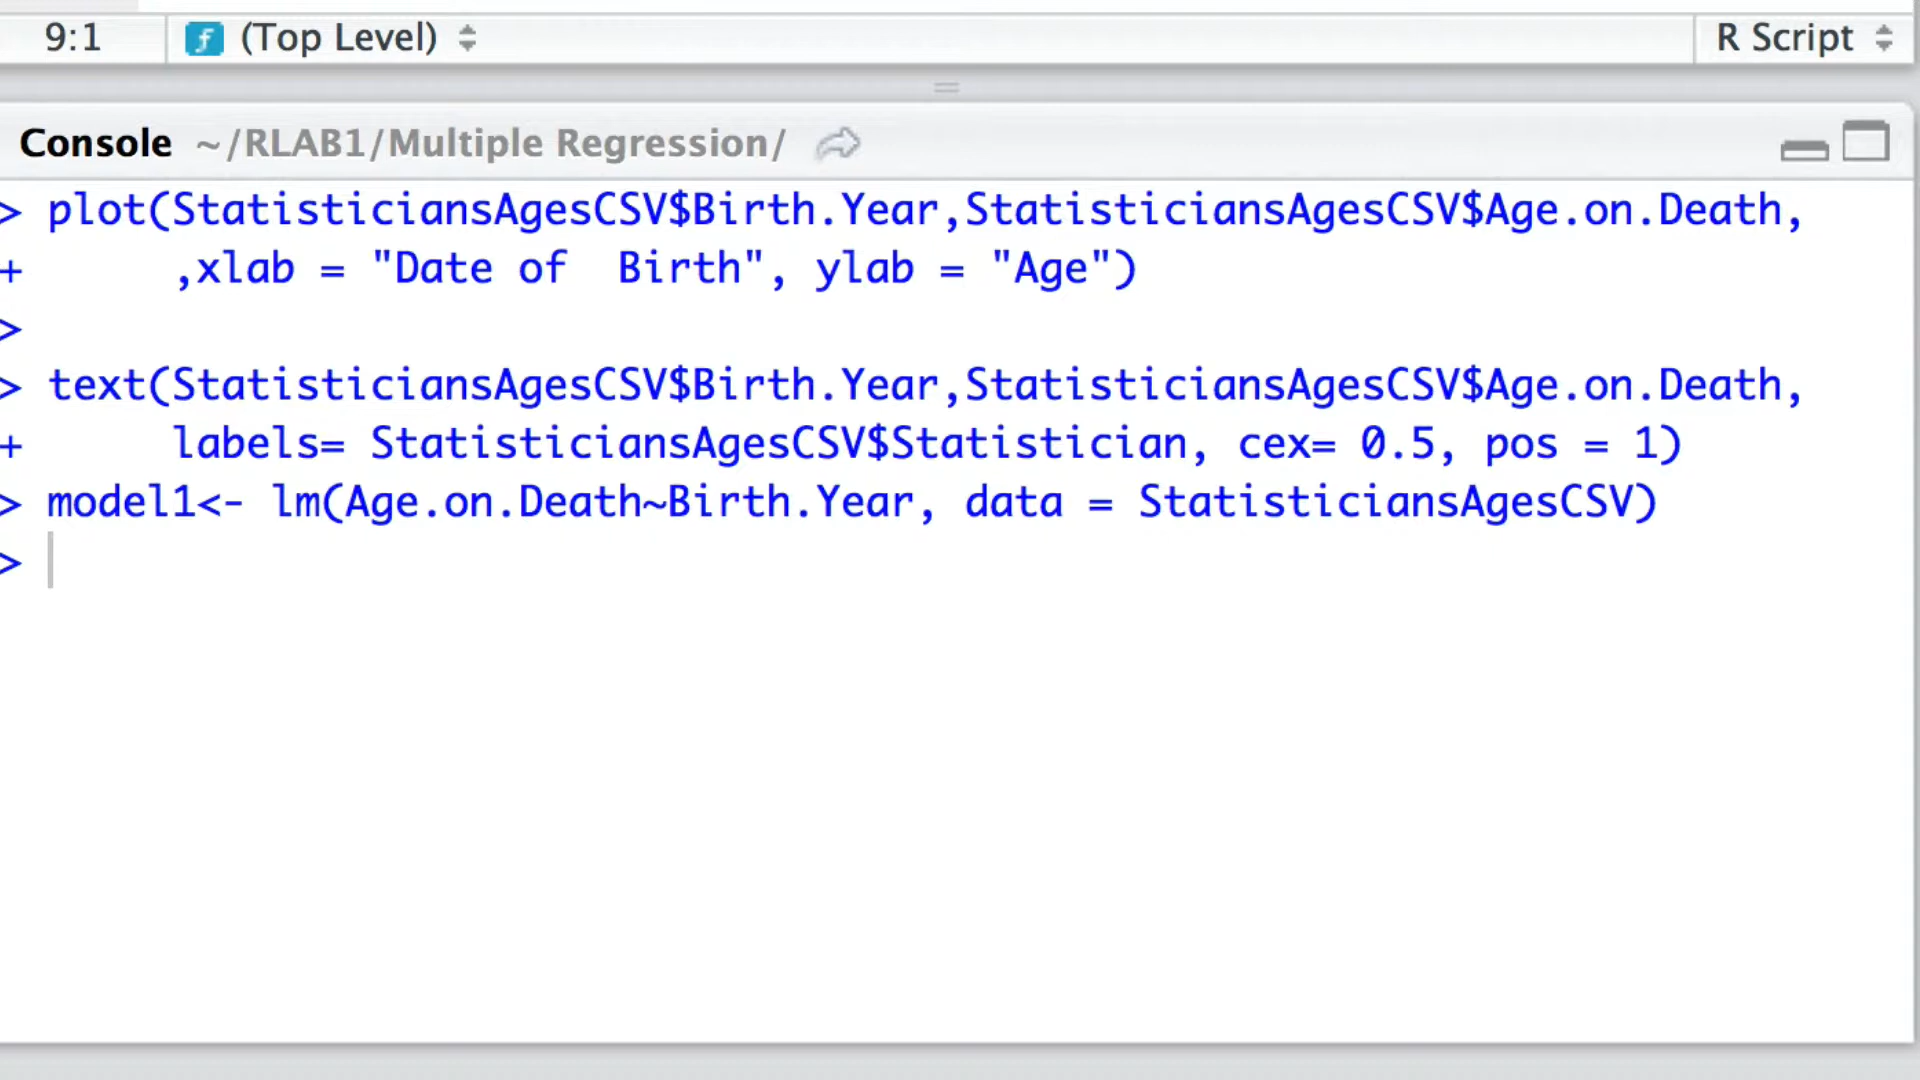 9:1 (Top Level) R Script
Console ~/RLAB1/Multiple Regression/
> plot(StatisticiansAgesCSV$Birth.Year,StatisticiansAgesCSV$Age.on.Death,
+ ,xlab = "Date of  Birth", ylab = "Age")
>
> text(StatisticiansAgesCSV$Birth.Year,StatisticiansAgesCSV$Age.on.Death,
+ labels= StatisticiansAgesCSV$Statistician, cex= 0.5, pos = 1)
> model1<- lm(Age.on.Death~Birth.Year, data = StatisticiansAgesCSV)
>